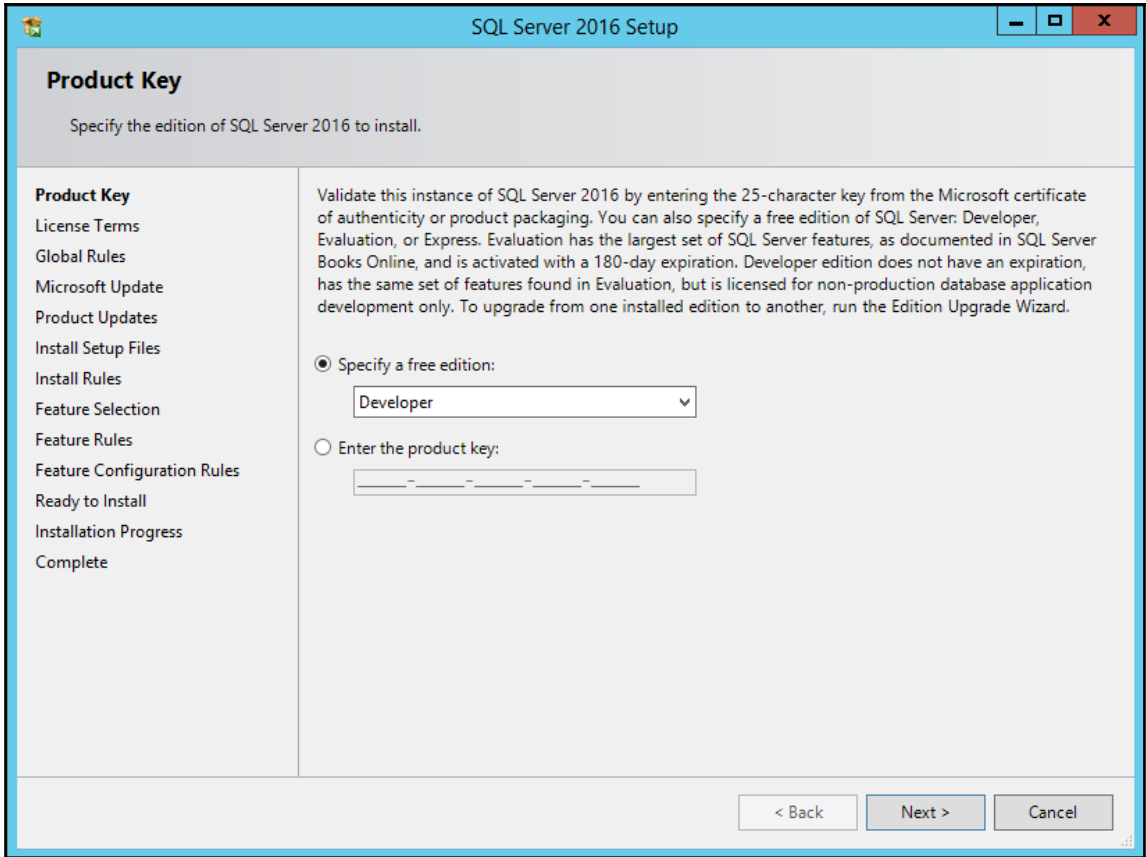 SQL Server 2016 Setup
Product Key
Specify the edition of SQL Server 2016 to install.
Product Key
License Terms
Global Rules
Microsoft Update
Product Updates
Install Setup Files
Install Rules
Feature Selection
Feature Rules
Feature Configuration Rules
Ready to Install
Installation Progress
Complete
Validate this instance of SQL Server 2016 by entering the 25-character key from the Microsoft certificate
of authenticity or product packaging. You can also specify a free edition of SQL Server: Developer,
Evaluation, or Express. Evaluation has the largest set of SQL Server features, as documented in SQL Server
Books Online, and is activated with a 180-day expiration. Developer edition does not have an expiration,
has the same set of features found in Evaluation, but is licensed for non-production database application
development only. To upgrade from one installed edition to another, run the Edition Upgrade Wizard.
Specify a free edition:
Developer
Enter the product key:
_____-_____-_____-_____-_____
< Back
Next >
Cancel